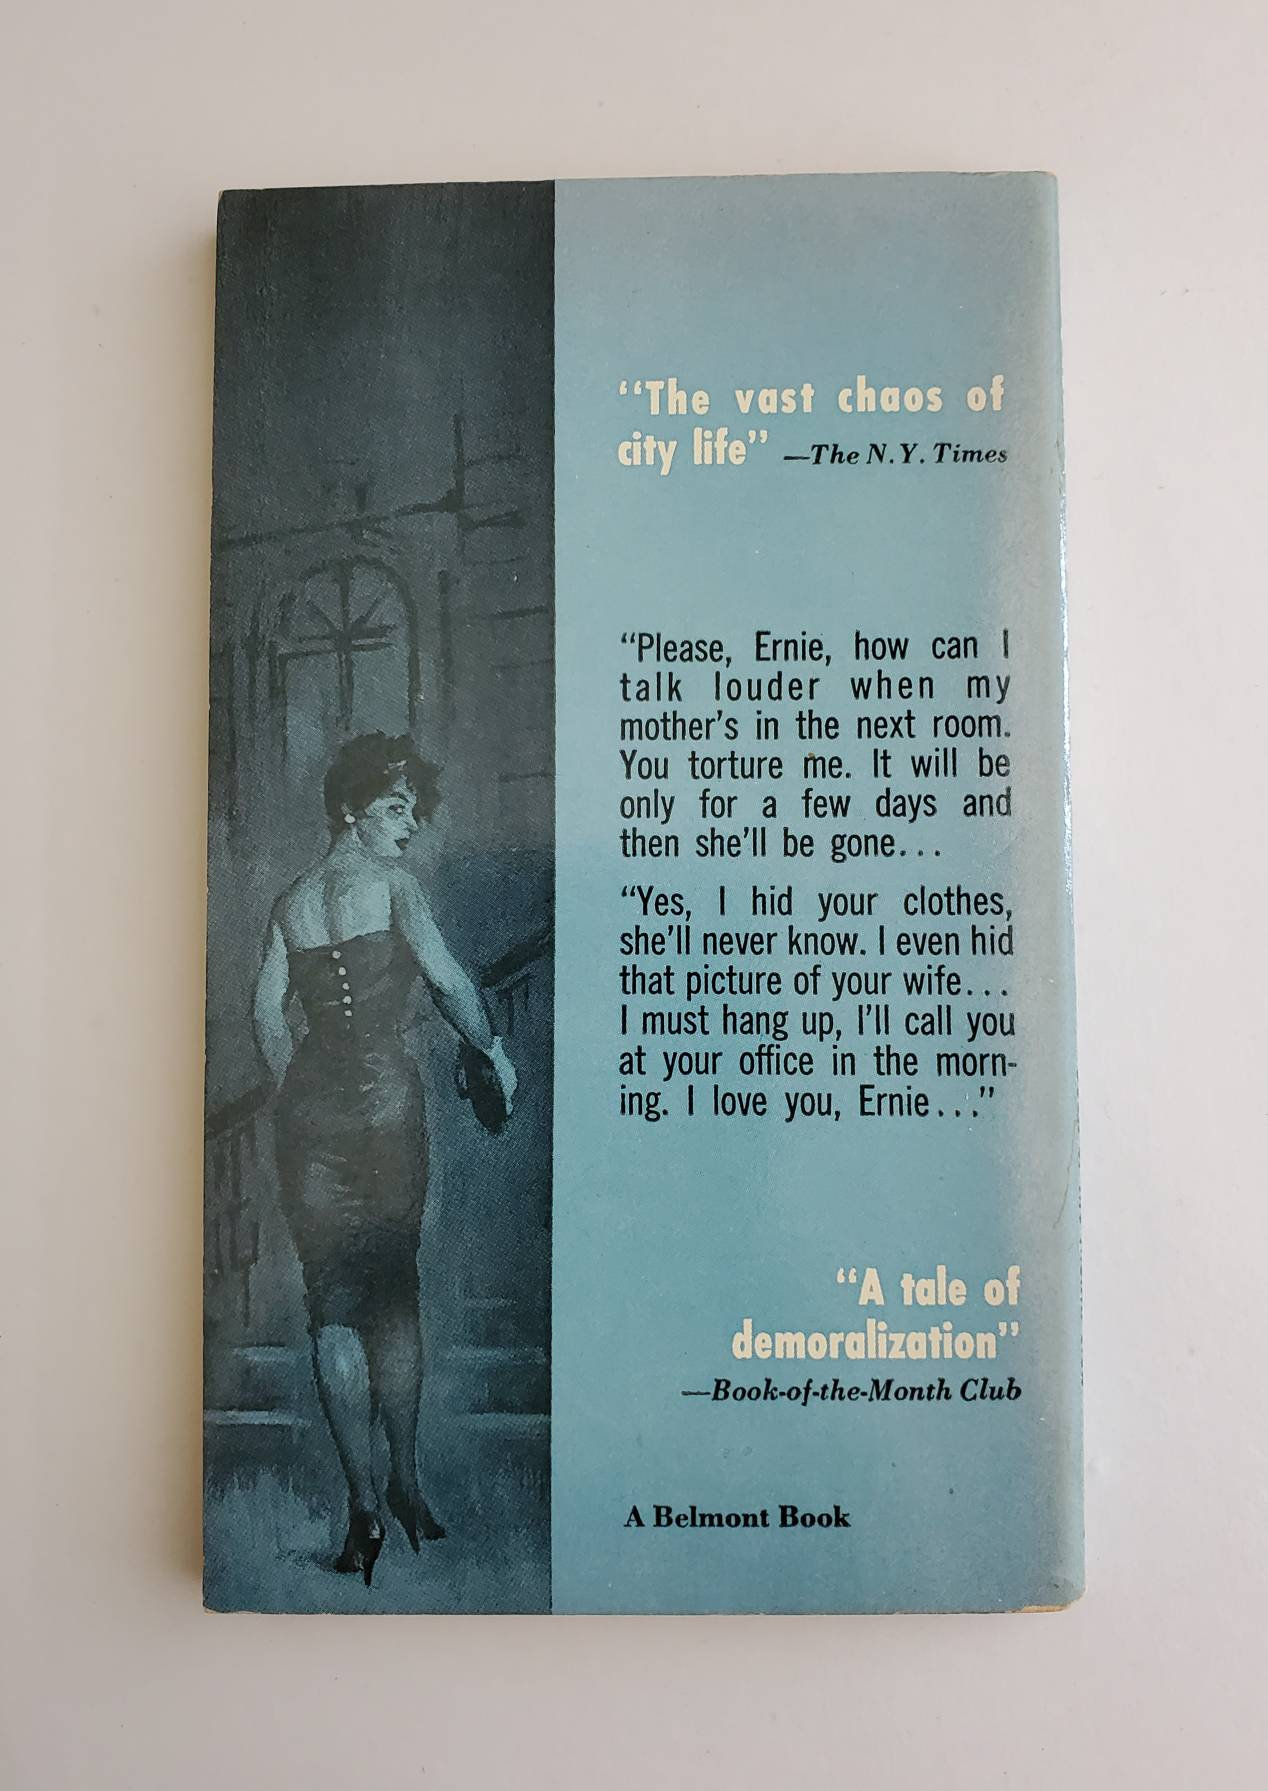 “The vast chaos of
city life” —The N.Y. Times
“Please, Ernie, how can I
talk louder when my
mother’s in the next room.
You torture me. It will be
only for a few days and
then she’ll be gone...
“Yes, I hid your clothes,
she’ll never know. I even hid
that picture of your wife...
I must hang up, I’ll call you
at your office in the morn-
ing. I love you, Ernie...”
“A tale of
demoralization”
—Book-of-the-Month Club
A Belmont Book